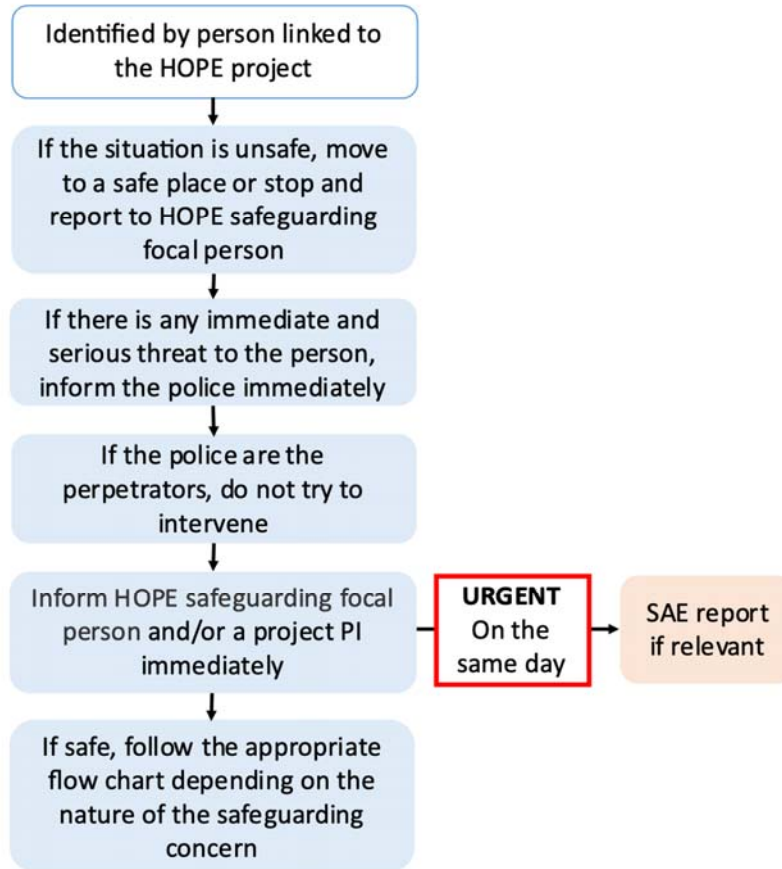 Identified by person linked to
the HOPE project
If the situation is unsafe, move
to a safe place or stop and
report to HOPE safeguarding
focal person
If there is any immediate and
serious threat to the person,
inform the police immediately
If the police are the
perpetrators, do not try to
intervene
Inform HOPE safeguarding focal
person and/or a project PI
immediately
URGENT
On the
same day
SAE report
if relevant
If safe, follow the appropriate
flow chart depending on the
nature of the safeguarding
concern